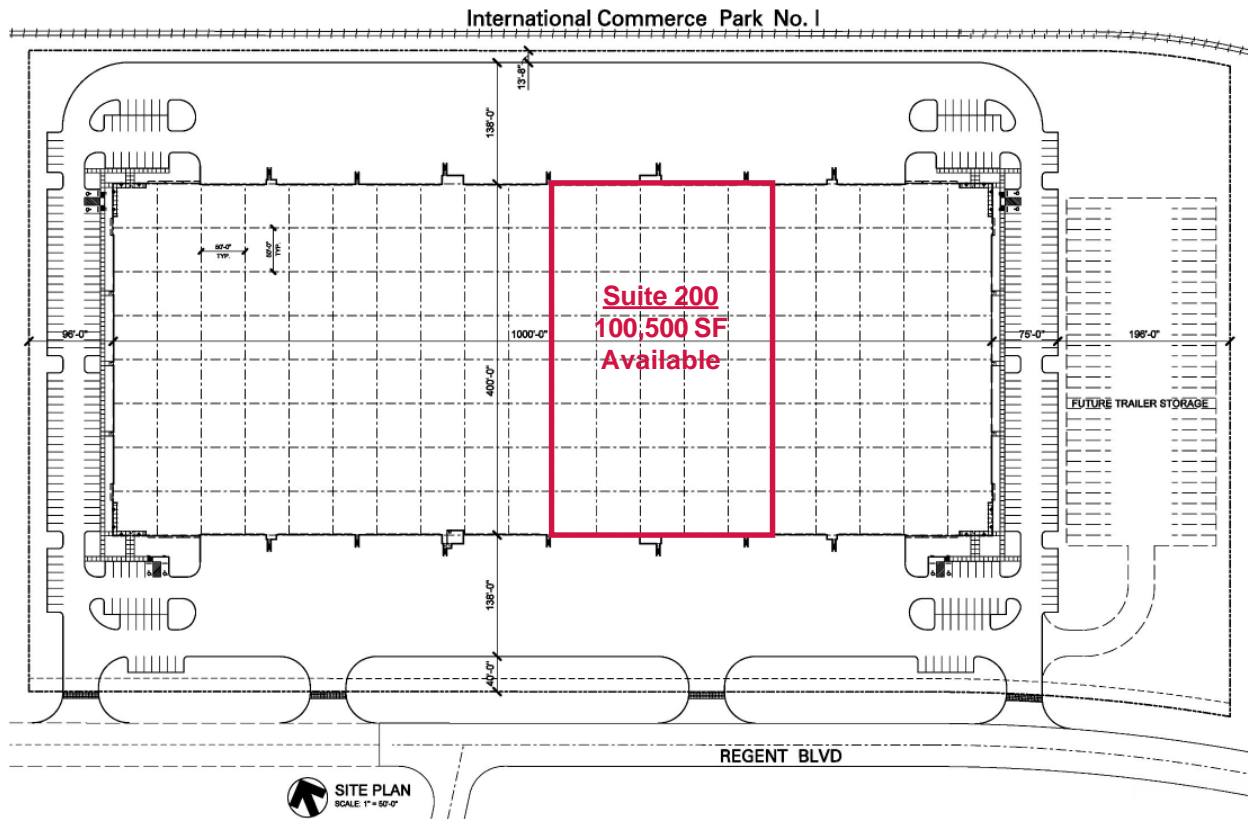 International Commerce Park No. I
13'-8"
138'-0"
50'-0"
TYP.
50'-0"
TYP.
Suite 200
100,500 SF
Available
96'-0"
1000'-0"
75'-0"
196'-0"
400'-0"
FUTURE TRAILER STORAGE
138'-0"
40'-0"
REGENT BLVD
SITE PLAN
SCALE: 1" = 50'-0"